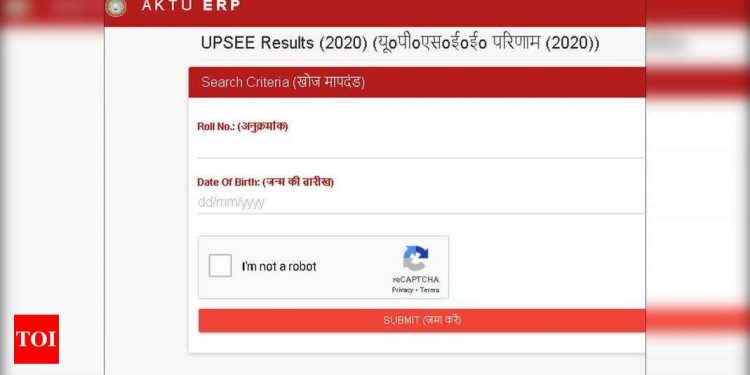 AKTU ERP
UPSEE Results (2020) (यू०पी०एस०ई०ई० परिणाम (2020))
Search Criteria (खोज मापदंड)
Roll No.: (अनुक्रमांक)
Date Of Birth: (जन्म की तारीख)
dd/mm/yyyy
I'm not a robot
reCAPTCHA
Privacy - Terms
SUBMIT (जमा करे)
TOI